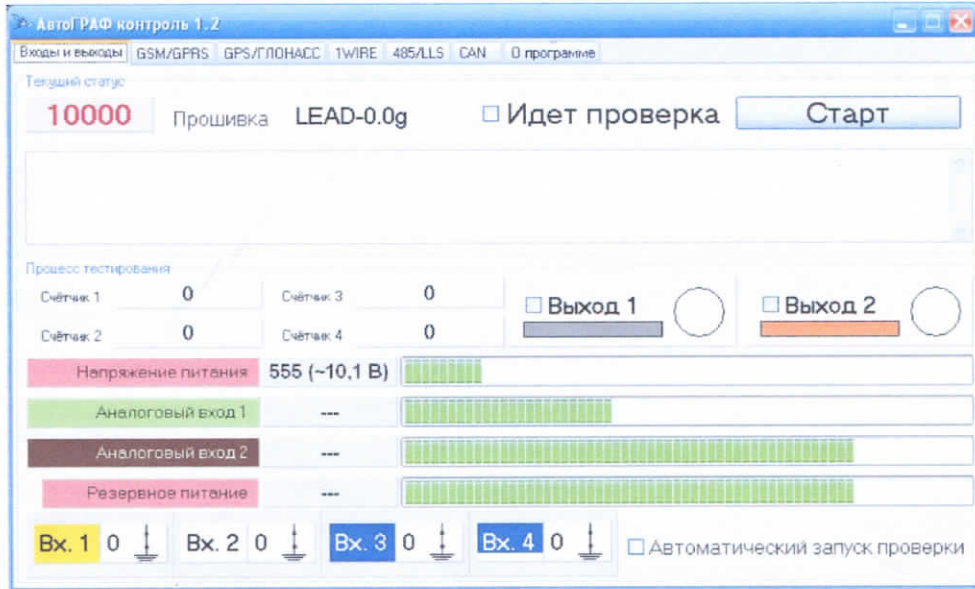 АвтоГРАФ контроль 1.2
Входы и выходы GSM/GPRS GPS/ГЛОНАСС 1WIRE 485/LLS CAN О программе
Текущий статус
10000 Прошивка LEAD-0.0g Идет проверка Старт
Процесс тестирования
Счётчик 1 0 Счётчик 3 0 Выход 1 Выход 2
Счётчик 2 0 Счётчик 4 0
Напряжение питания 555 (~10,1 В)
Аналоговый вход 1 ---
Аналоговый вход 2 ---
Резервное питание ---
Вх. 1 0 Вх. 2 0 Вх. 3 0 Вх. 4 0 Автоматический запуск проверки